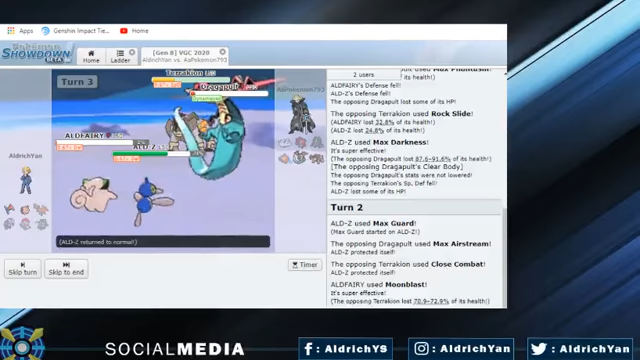 Apps
Genshin Impact Tie...
YouTube
Home
SHOWDOWN
BETA
Home
Ladder
[Gen 8] VGC 2020
AldrichYan vs. AaPokemon793
Turn 3
Terrakion
Dragapult
AaPokemon793
ALDFAIRY
ALD-Z
AldrichYan
(ALD-Z returned to normal!)
Skip turn
Skip to end
Timer
2 users
of its health!)
ALDFAIRY's Defense fell!
ALD-Z's Defense fell!
The opposing Dragapult lost some of its HP!
The opposing Terrakion used Rock Slide!
(ALDFAIRY lost 32.8% of its health!)
(ALD-Z lost 24.8% of its health!)
ALD-Z used Max Darkness!
It's super effective!
(The opposing Dragapult lost 87.6–91.6% of its health!)
[The opposing Dragapult's Clear Body]
The opposing Dragapult's stats were not lowered!
The opposing Terrakion's Sp. Def fell!
ALD-Z lost some of its HP!
Turn 2
ALD-Z used Max Guard!
(Max Guard started on ALD-Z!)
The opposing Dragapult used Max Airstream!
ALD-Z protected itself!
The opposing Terrakion used Close Combat!
ALD-Z protected itself!
ALDFAIRY used Moonblast!
It's super effective!
(The opposing Terrakion lost 70.9–72.9% of its health!)
SOCIALMEDIA
: AldrichYS
: AldrichYan
: AldrichYan